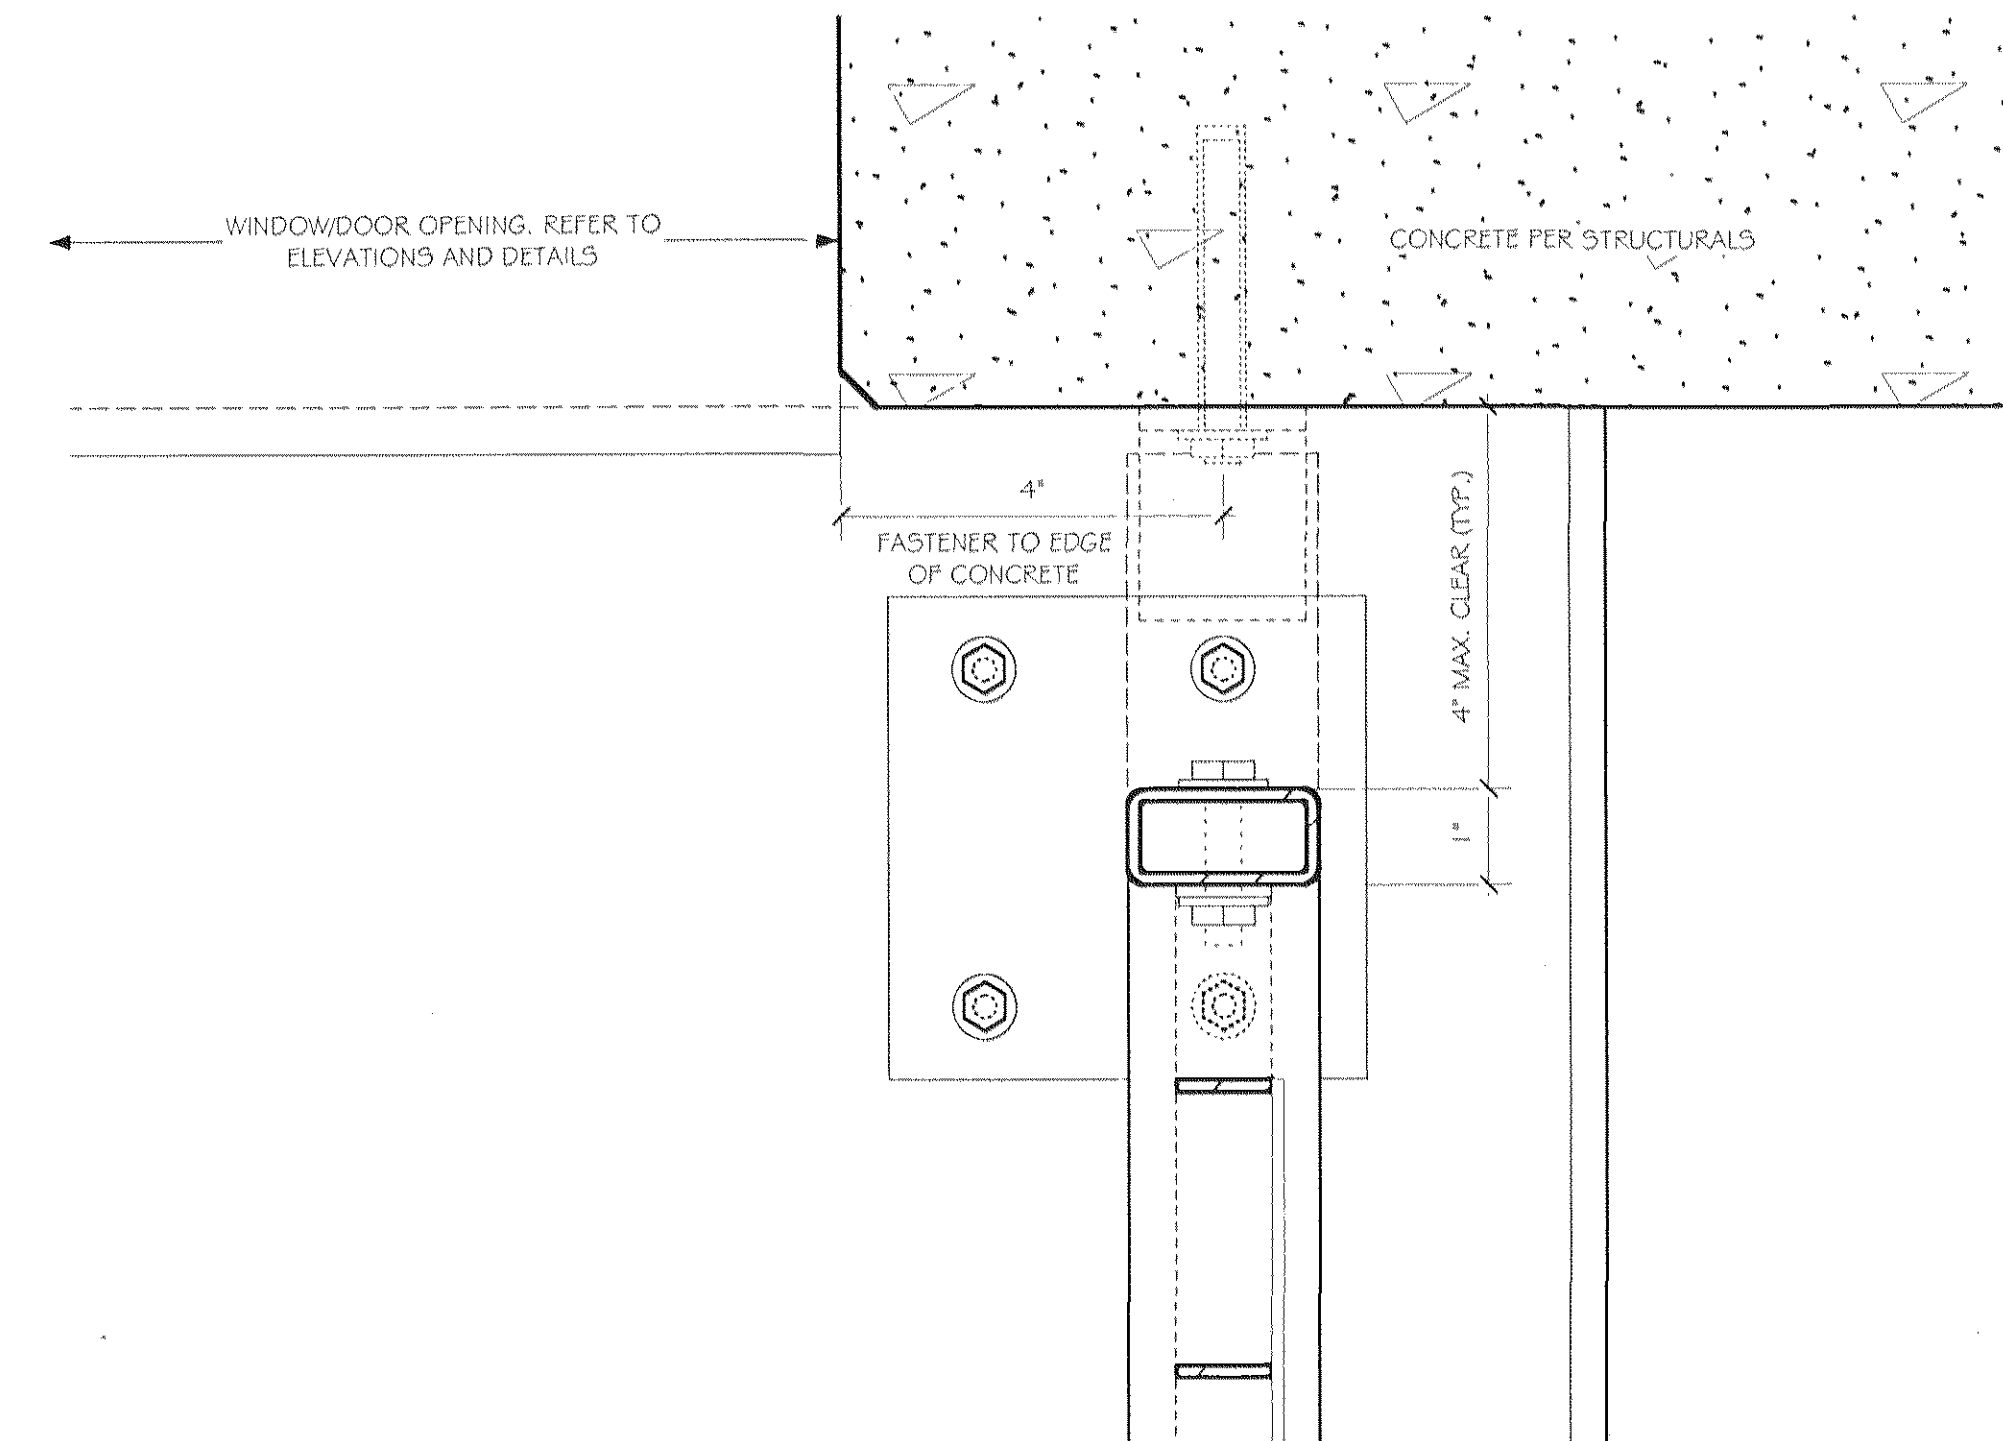 WINDOW/DOOR OPENING. REFER TO
ELEVATIONS AND DETAILS
CONCRETE PER STRUCTURALS
4"
FASTENER TO EDGE
OF CONCRETE
4" MAX. CLEAR (TYP.)
1"